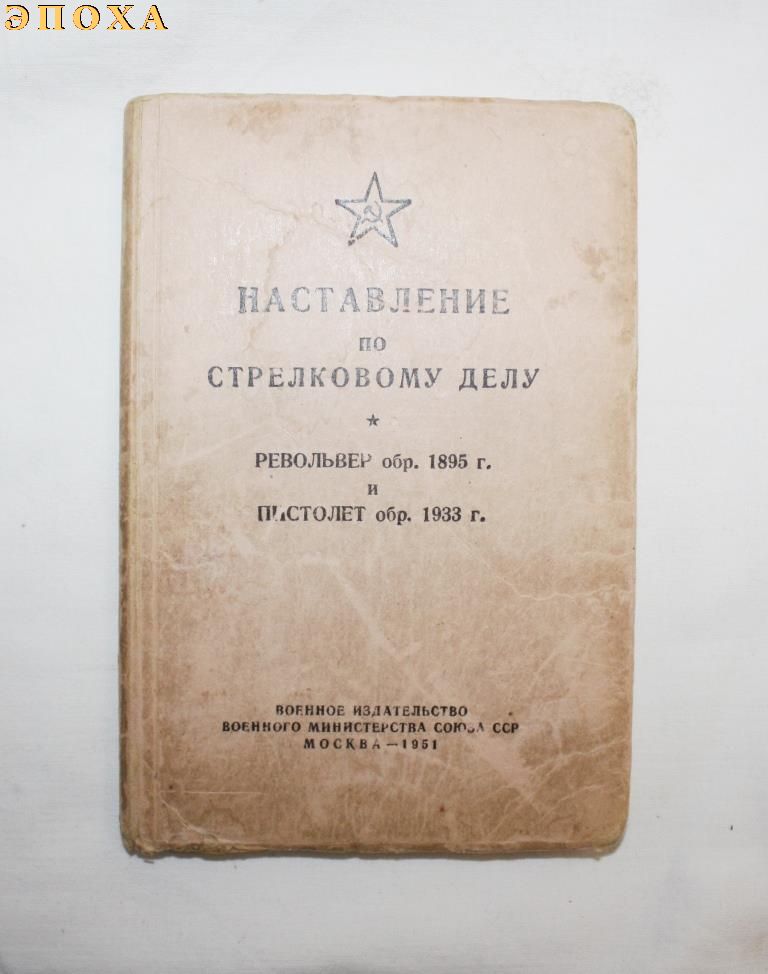 ЭПОХА
НАСТАВЛЕНИЕ
ПО
СТРЕЛКОВОМУ ДЕЛУ
РЕВОЛЬВЕР обр. 1895 г.
и
ПИСТОЛЕТ обр. 1933 г.
ВОЕННОЕ ИЗДАТЕЛЬСТВО
ВОЕННОГО МИНИСТЕРСТВА СОЮЗА ССР
МОСКВА — 1951